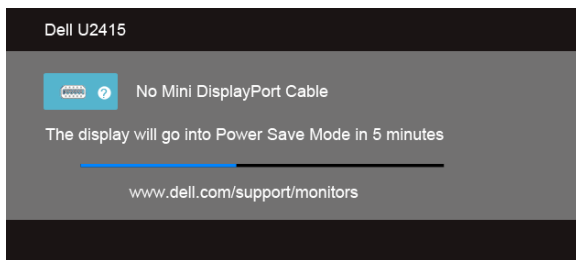 Dell U2415
?
No Mini DisplayPort Cable
The display will go into Power Save Mode in 5 minutes
www.dell.com/support/monitors